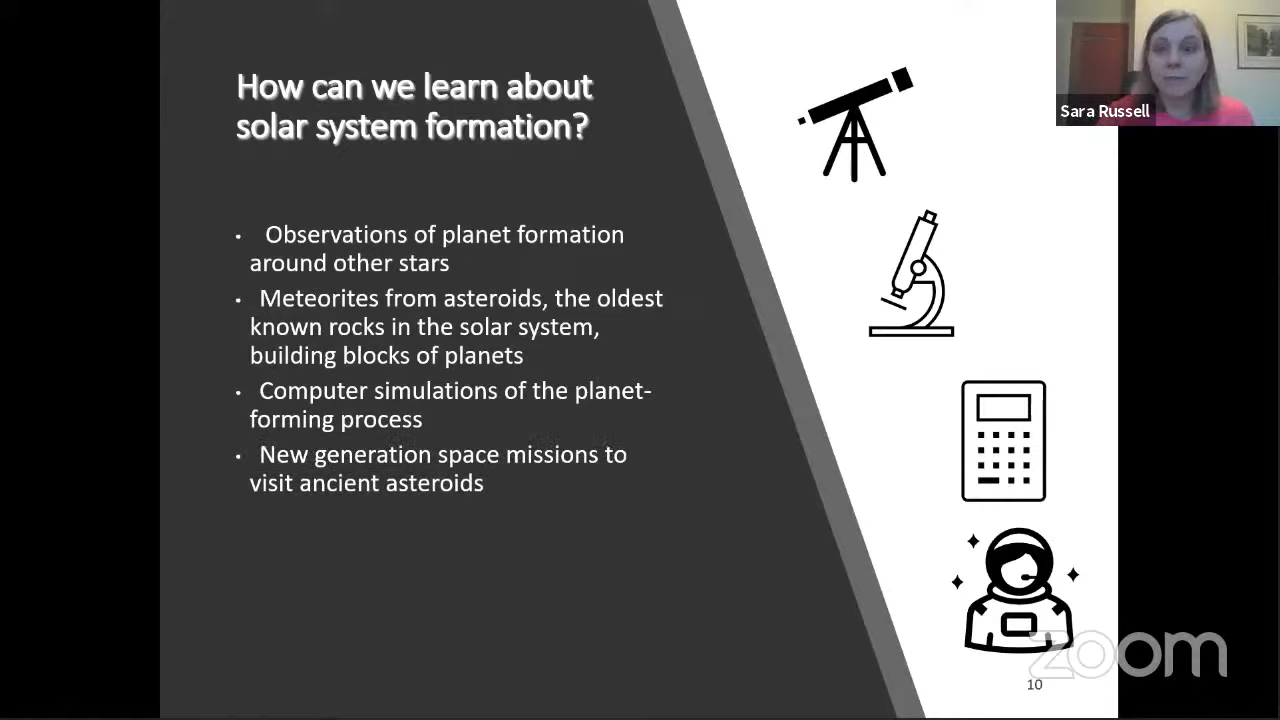 How can we learn about
solar system formation?
• Observations of planet formation
around other stars
• Meteorites from asteroids, the oldest
known rocks in the solar system,
building blocks of planets
• Computer simulations of the planet-
forming process
• New generation space missions to
visit ancient asteroids
Sara Russell
zoom
10